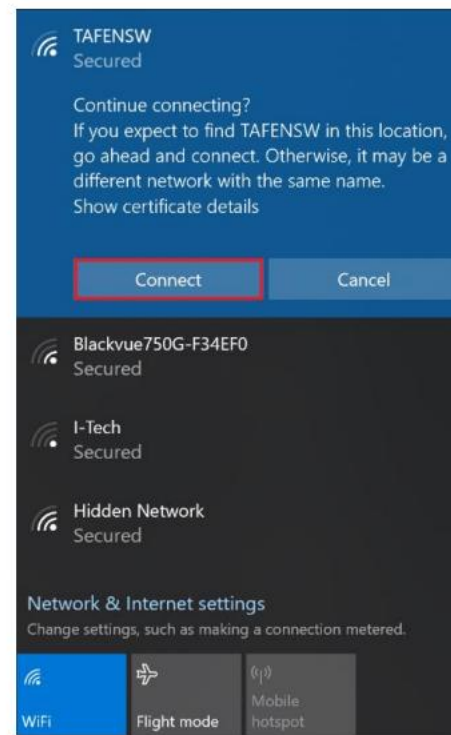 TAFENSW
Secured
Continue connecting?
If you expect to find TAFENSW in this location,
go ahead and connect. Otherwise, it may be a
different network with the same name.
Show certificate details
Connect
Cancel
Blackvue750G-F34EF0
Secured
I-Tech
Secured
Hidden Network
Secured
Network & Internet settings
Change settings, such as making a connection metered.
WiFi
Flight mode
Mobile
hotspot